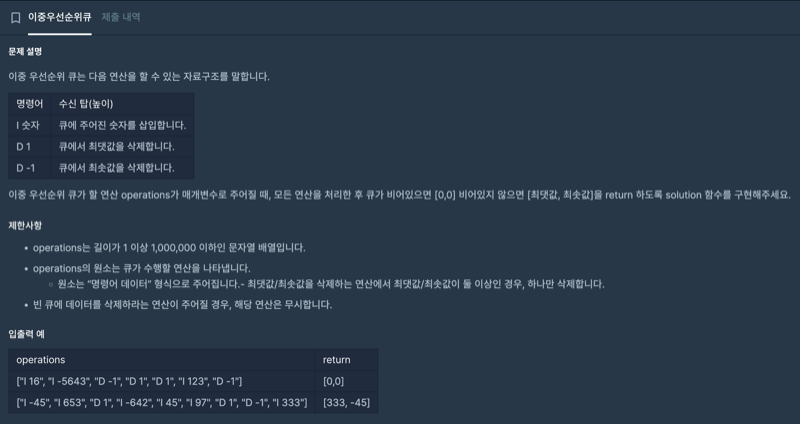 이중우선순위큐 제출 내역
문제 설명
이중 우선순위 큐는 다음 연산을 할 수 있는 자료구조를 말합니다.
명령어 수신 탑(높이)
I 숫자 큐에 주어진 숫자를 삽입합니다.
D 1 큐에서 최댓값을 삭제합니다.
D -1 큐에서 최솟값을 삭제합니다.
이중 우선순위 큐가 할 연산 operations가 매개변수로 주어질 때, 모든 연산을 처리한 후 큐가 비어있으면 [0,0] 비어있지 않으면 [최댓값, 최솟값]을 return 하도록 solution 함수를 구현해주세요.
제한사항
• operations는 길이가 1 이상 1,000,000 이하인 문자열 배열입니다.
• operations의 원소는 큐가 수행할 연산을 나타냅니다.
◦ 원소는 “명령어 데이터” 형식으로 주어집니다.- 최댓값/최솟값을 삭제하는 연산에서 최댓값/최솟값이 둘 이상인 경우, 하나만 삭제합니다.
• 빈 큐에 데이터를 삭제하라는 연산이 주어질 경우, 해당 연산은 무시합니다.
입출력 예
operations return
["I 16", "I -5643", "D -1", "D 1", "D 1", "I 123", "D -1"] [0,0]
["I -45", "I 653", "D 1", "I -642", "I 45", "I 97", "D 1", "D -1", "I 333"] [333, -45]